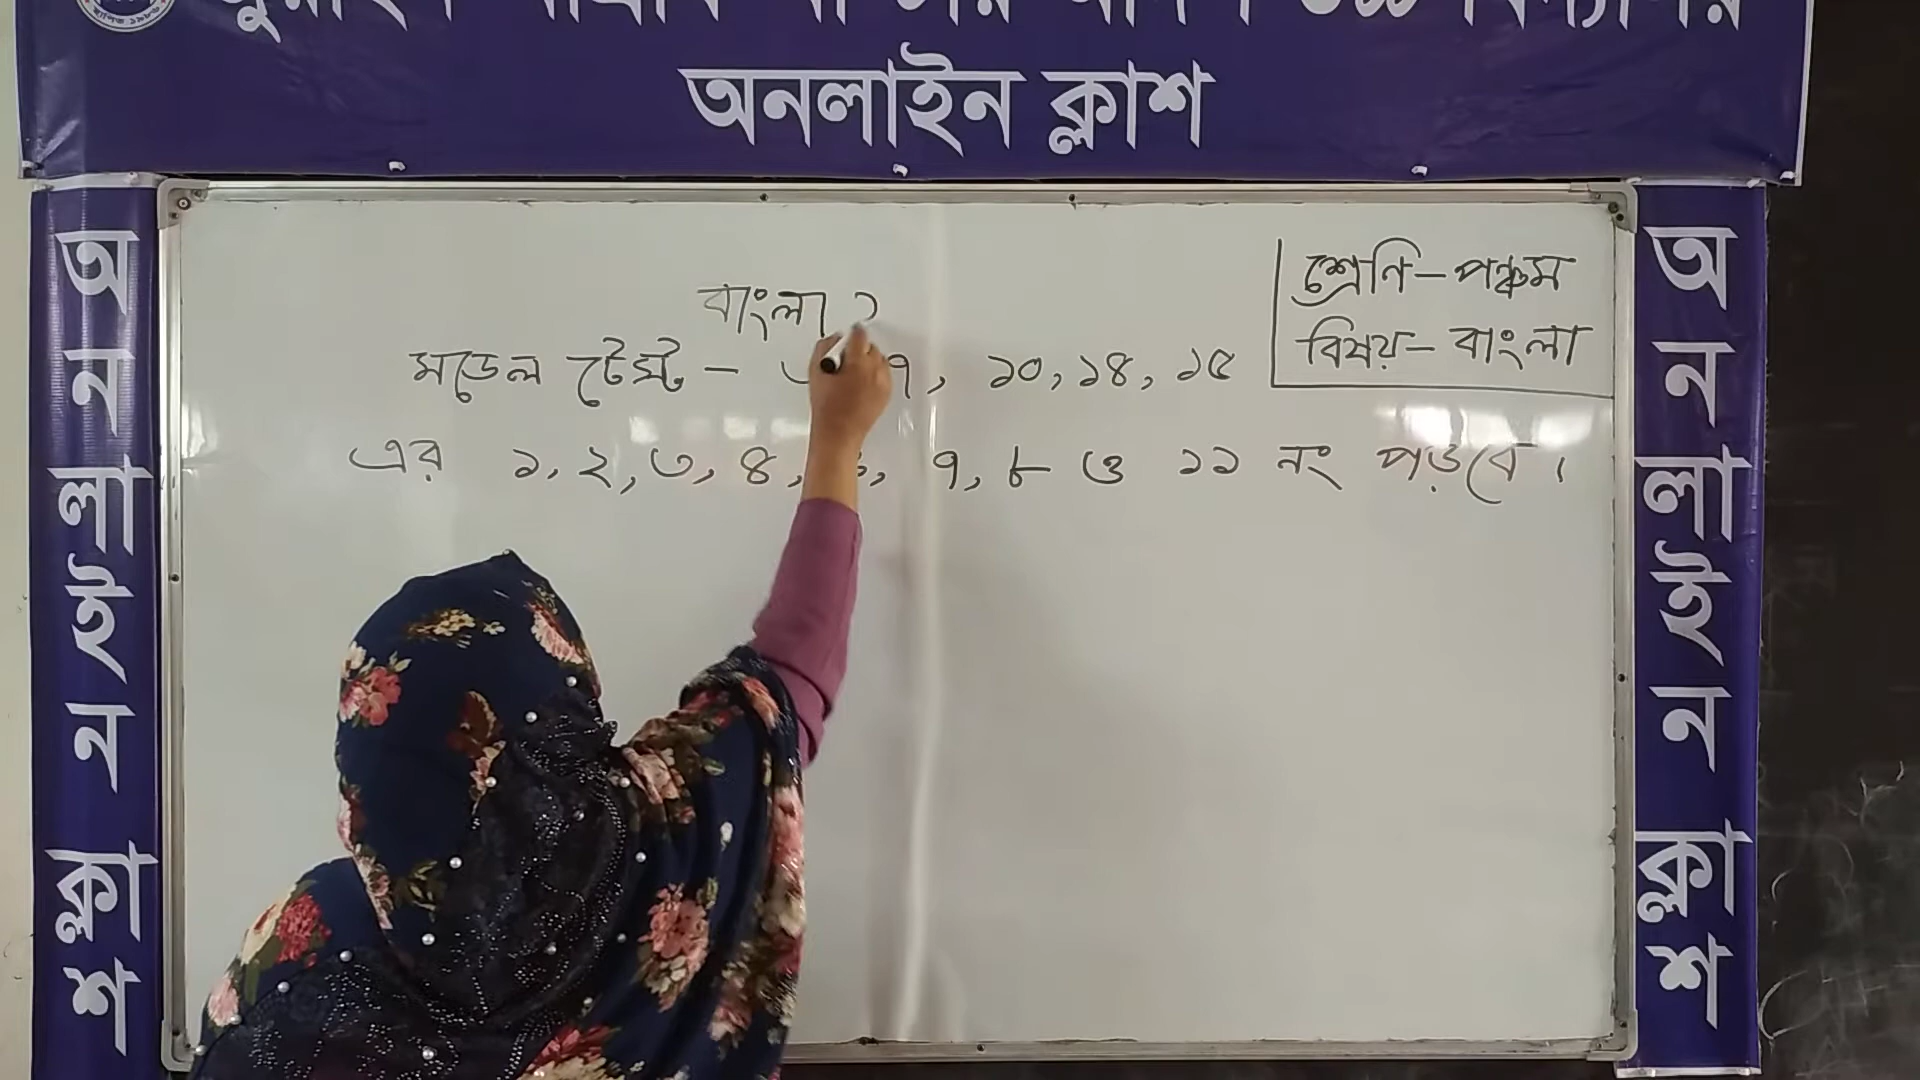 অনলাইন ক্লাশ
অনলাইন ক্লাশ
শ্রেণি-পঞ্চম
বিষয়- বাংলা
বাংলা
মডেল টেস্ট - ৭, ১০, ১৪, ১৫
এর ১, ২, ৩, ৪, ৭, ৮ ও ১১ নং পড়বে।
অনলাইন ক্লাশ